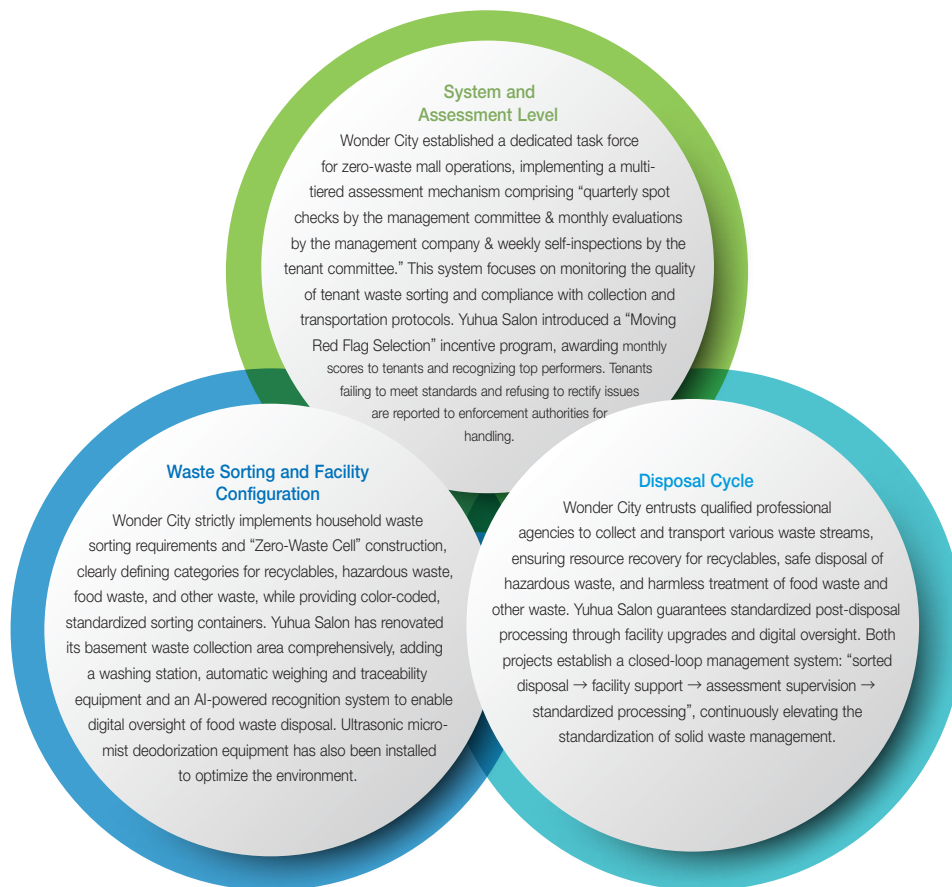 System and
Assessment Level
Wonder City established a dedicated task force
for zero-waste mall operations, implementing a multi-
tiered assessment mechanism comprising “quarterly spot
checks by the management committee & monthly evaluations
by the management company & weekly self-inspections by the
tenant committee.” This system focuses on monitoring the quality
of tenant waste sorting and compliance with collection and
transportation protocols. Yuhua Salon introduced a “Moving
Red Flag Selection” incentive program, awarding monthly
scores to tenants and recognizing top performers. Tenants
failing to meet standards and refusing to rectify issues
are reported to enforcement authorities for
handling.
Waste Sorting and Facility
Configuration
Wonder City strictly implements household waste
sorting requirements and “Zero-Waste Cell” construction,
clearly defining categories for recyclables, hazardous waste,
food waste, and other waste, while providing color-coded,
standardized sorting containers. Yuhua Salon has renovated
its basement waste collection area comprehensively, adding
a washing station, automatic weighing and traceability
equipment and an AI-powered recognition system to enable
digital oversight of food waste disposal. Ultrasonic micro-
mist deodorization equipment has also been installed
to optimize the environment.
Disposal Cycle
Wonder City entrusts qualified professional
agencies to collect and transport various waste streams,
ensuring resource recovery for recyclables, safe disposal of
hazardous waste, and harmless treatment of food waste and
other waste. Yuhua Salon guarantees standardized post-disposal
processing through facility upgrades and digital oversight. Both
projects establish a closed-loop management system: “sorted
disposal → facility support → assessment supervision →
standardized processing”, continuously elevating the
standardization of solid waste management.